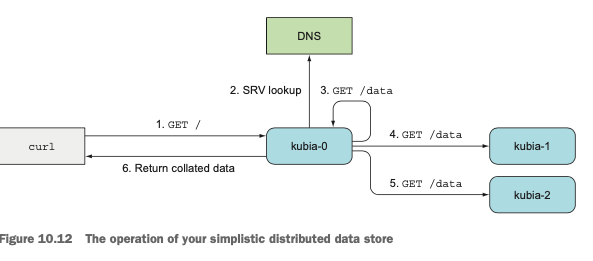 DNS
2. SRV lookup
3. GET /data
1. GET /
4. GET /data
curl
kubia-0
kubia-1
6. Return collated data
5. GET /data
kubia-2
Figure 10.12 The operation of your simplistic distributed data store